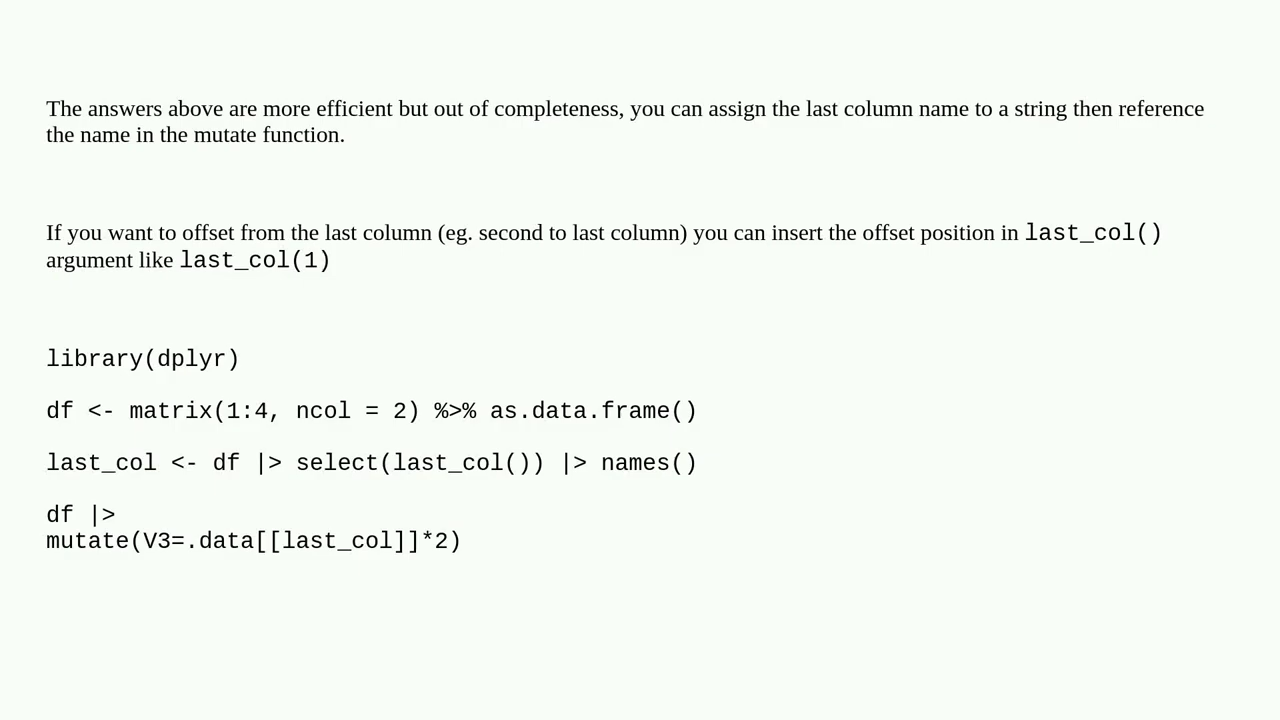 The answers above are more efficient but out of completeness, you can assign the last column name to a string then reference
the name in the mutate function.
If you want to offset from the last column (eg. second to last column) you can insert the offset position in last_col()
argument like last_col(1)
library(dplyr)
df <- matrix(1:4, ncol = 2) %>% as.data.frame()
last_col <- df |> select(last_col()) |> names()
df |>
mutate(V3=.data[[last_col]]*2)